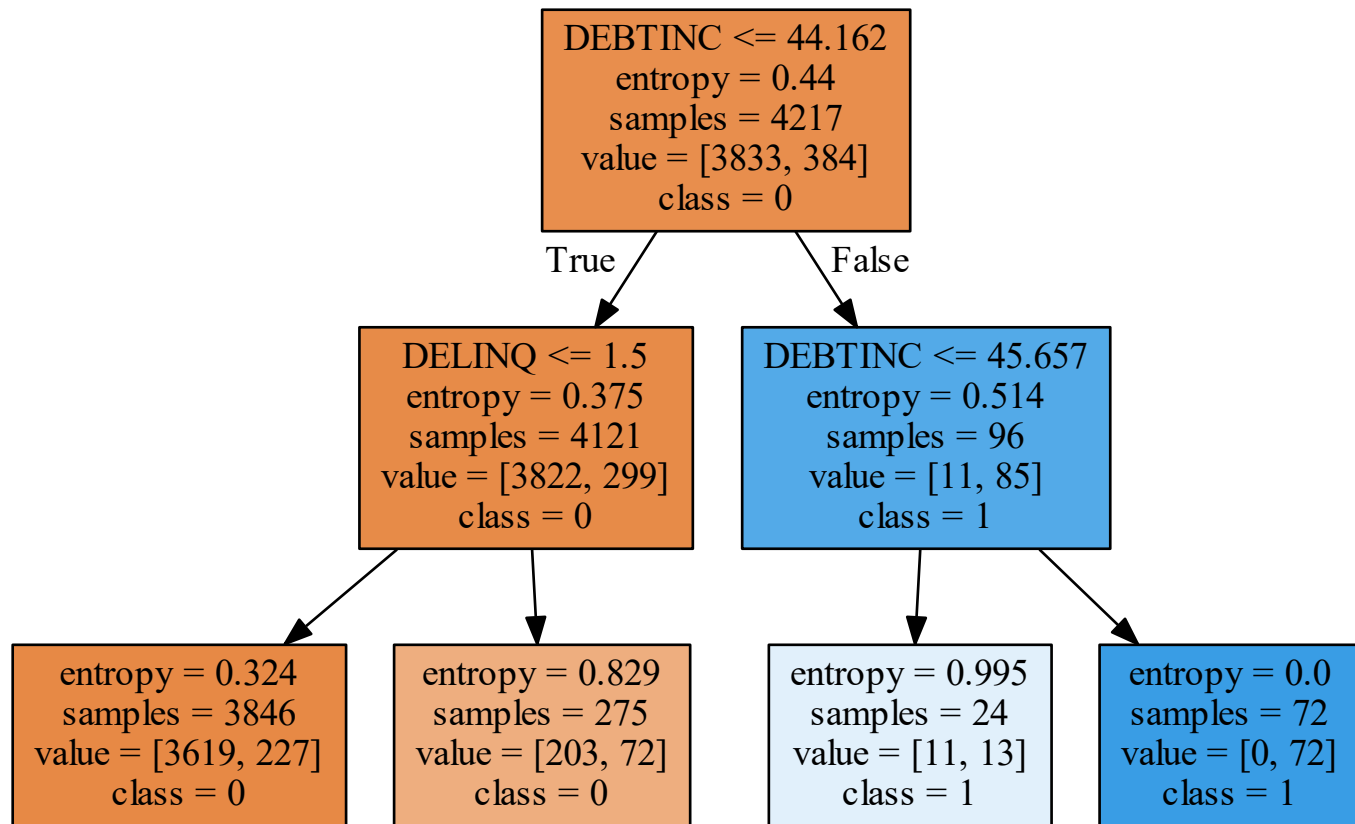 DEBTINC <= 44.162
entropy = 0.44
samples = 4217
value = [3833, 384]
class = 0
True
False
DELINQ <= 1.5
entropy = 0.375
samples = 4121
value = [3822, 299]
class = 0
DEBTINC <= 45.657
entropy = 0.514
samples = 96
value = [11, 85]
class = 1
entropy = 0.324
samples = 3846
value = [3619, 227]
class = 0
entropy = 0.829
samples = 275
value = [203, 72]
class = 0
entropy = 0.995
samples = 24
value = [11, 13]
class = 1
entropy = 0.0
samples = 72
value = [0, 72]
class = 1